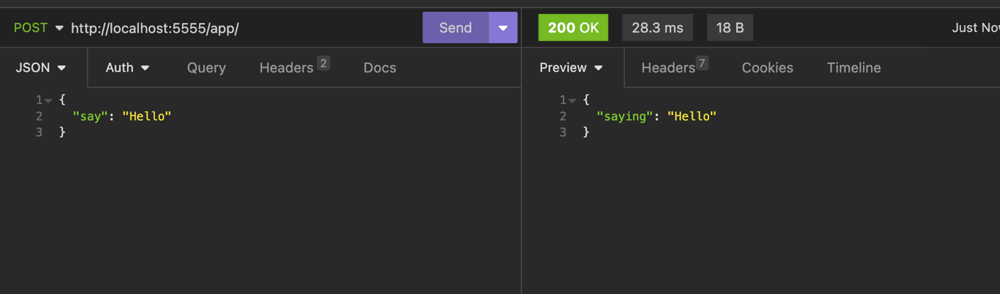 POST http://localhost:5555/app/ Send 200 OK 28.3 ms 18 B Just Now
JSON Auth Query Headers 2 Docs Preview Headers 7 Cookies Timeline
1 {
2 "say": "Hello"
3 }
1 {
2 "saying": "Hello"
3 }